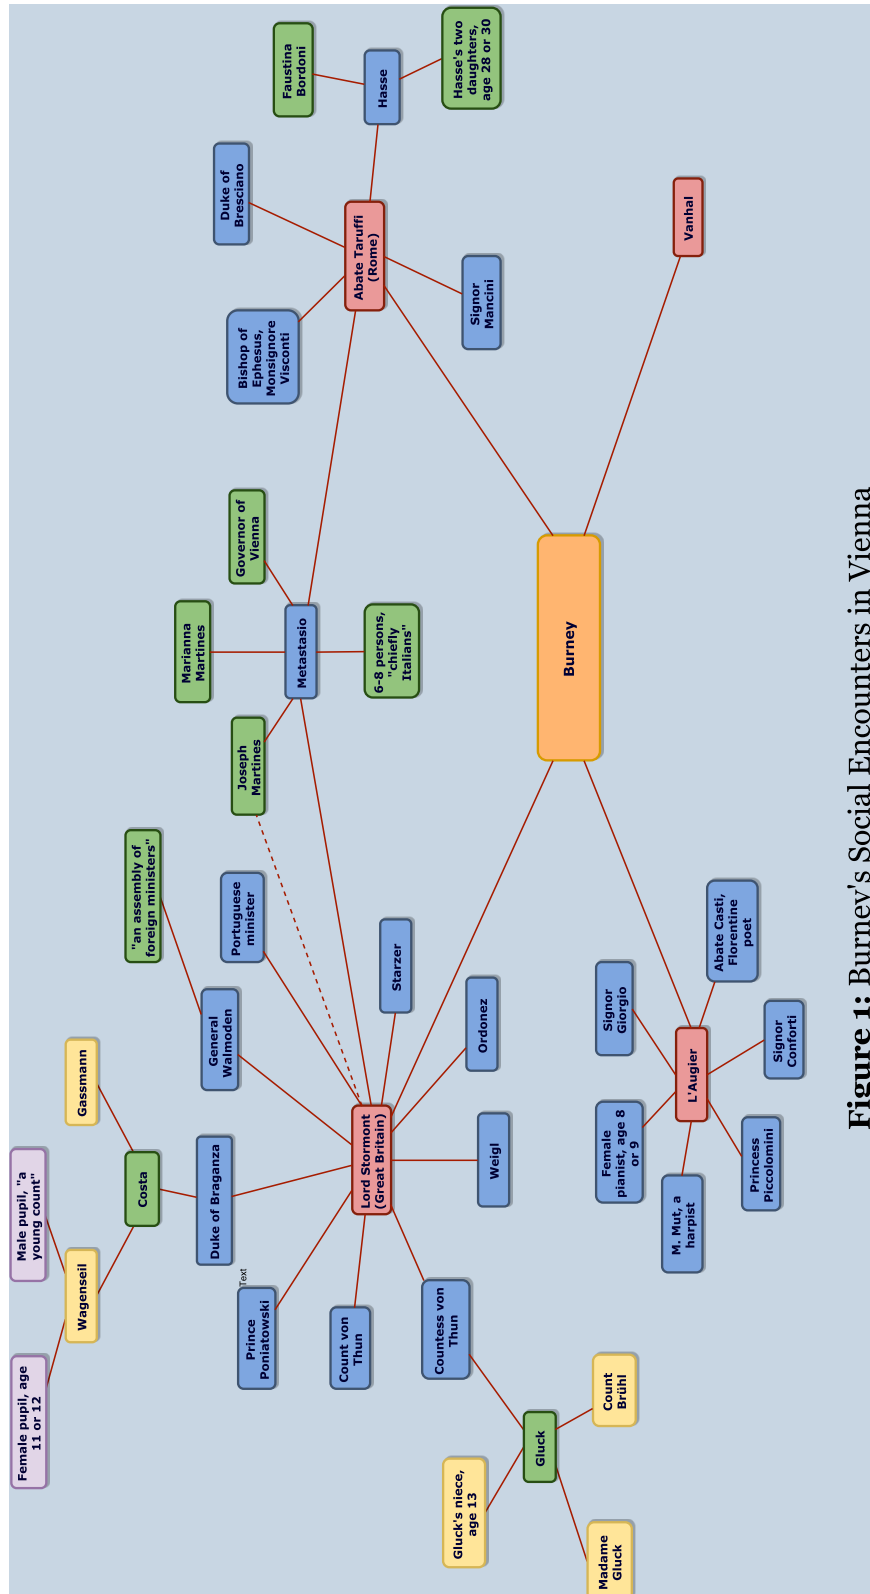 Female pupil, age
11 or 12
Male pupil, "a
young count"
Wagenseil
Gassmann
Costa
"an assembly of
foreign ministers"
Marianna
Martines
Duke of Braganza
General
Walmoden
Duke of
Bresciano
Text
Prince
Poniatowski
Portuguese
minister
Joseph
Martines
Governor of
Vienna
Bishop of
Ephesus,
Monsignore
Visconti
Faustina
Bordoni
Metastasio
Count von
Thun
Lord Stormont
(Great Britain)
Abate Taruffi
(Rome)
Hasse
Starzer
6-8 persons,
"chiefly
Italians"
Countess von
Thun
Gluck's niece,
age 13
Weigl
Ordonez
Signor
Mancini
Hasse's two
daughters,
age 28 or 30
Gluck
Burney
Madame
Gluck
Count
Brühl
Female
pianist, age 8
or 9
Signor
Giorgio
M. Mut, a
harpist
L'Augier
Vanhal
Princess
Piccolomini
Abate Casti,
Florentine
poet
Signor
Conforti
Figure 1: Burney's Social Encounters in Vienna